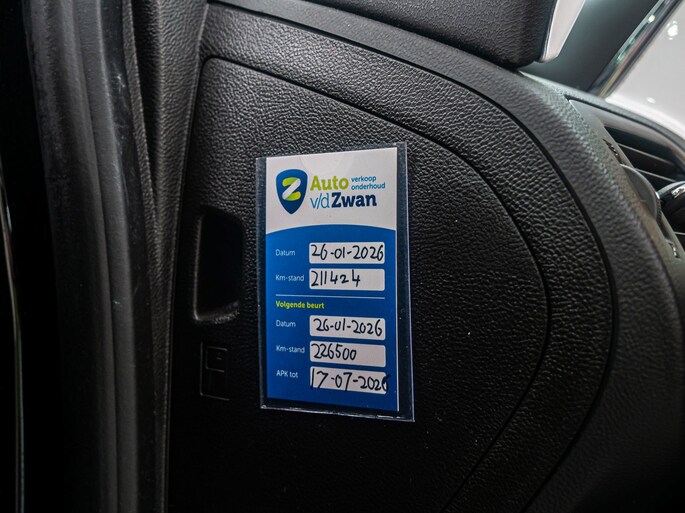 Auto verkoop onderhoud
v/d Zwan
Datum 26-01-2026
Km-stand 211424
Volgende beurt
Datum 26-01-2026
Km-stand 226500
APK tot 17-07-2026